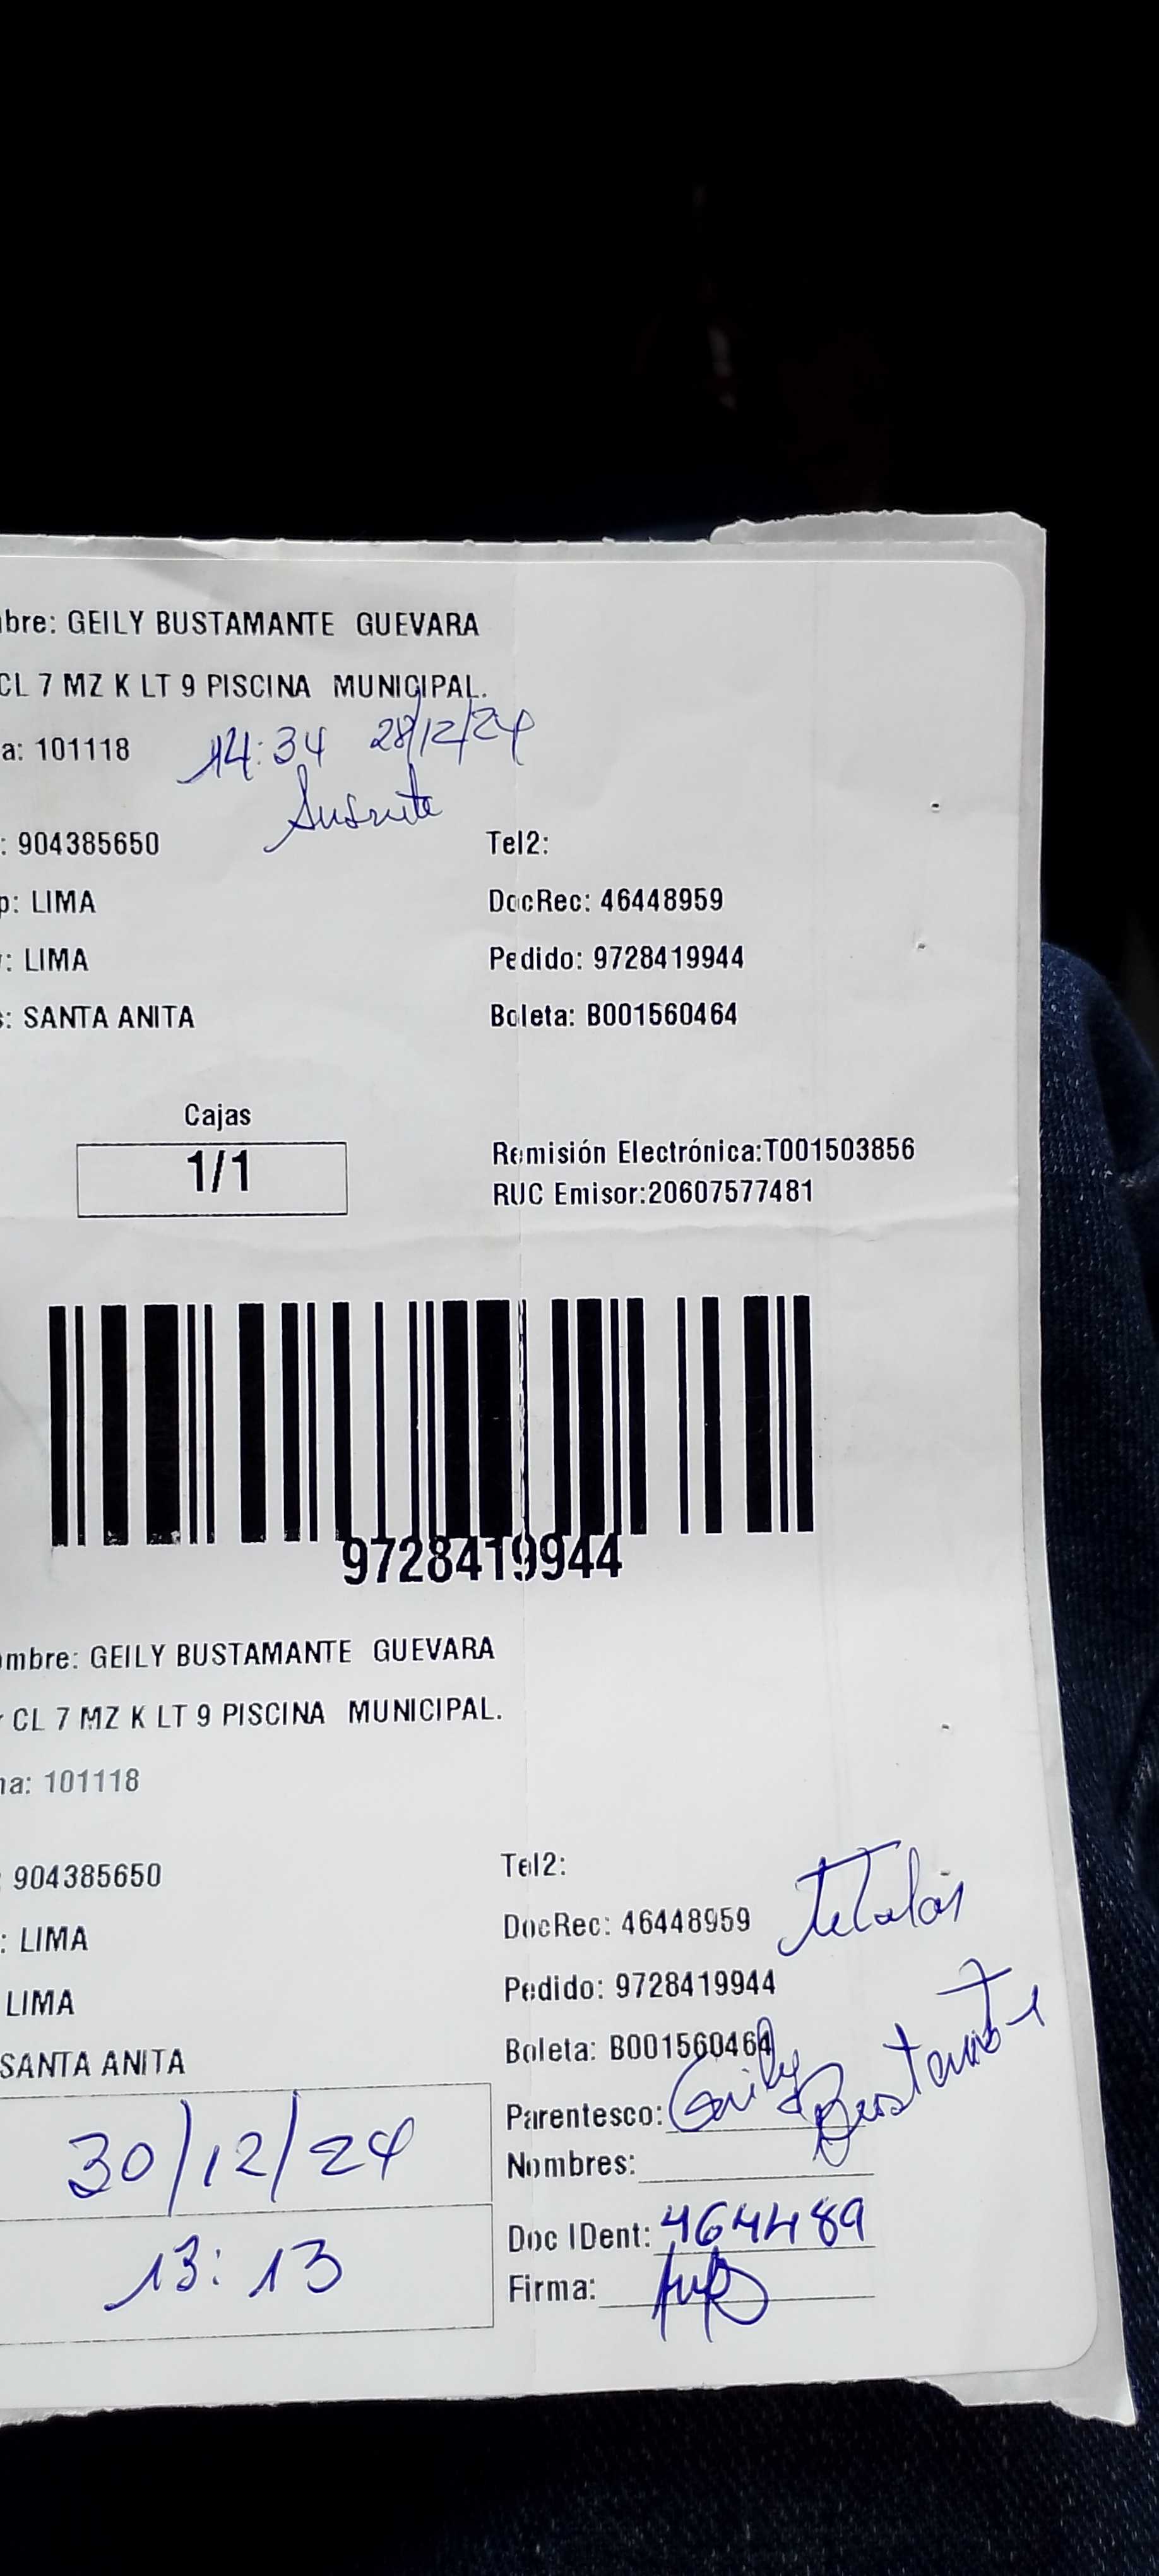 bre: GEILY BUSTAMANTE GUEVARA
CL 7 MZ K LT 9 PISCINA MUNICIPAL.
a: 101118 14:34 28/12/24
: 904385650 Tel2:
p: LIMA DocRec: 46448959
: LIMA Pedido: 9728419944
s: SANTA ANITA Boleta: B001560464
Cajas
1/1
Remisión Electrónica:T001503856
RUC Emisor:20607577481
9728419944
ombre: GEILY BUSTAMANTE GUEVARA
CL 7 MZ K LT 9 PISCINA MUNICIPAL.
na: 101118
: 904385650 Tel2:
: LIMA DocRec: 46448959
LIMA Pedido: 9728419944
SANTA ANITA Boleta: B001560464
30/12/24 Parentesco: Geily Bustamante
Nombres:
13:13 Doc IDent: 464489
Firma: